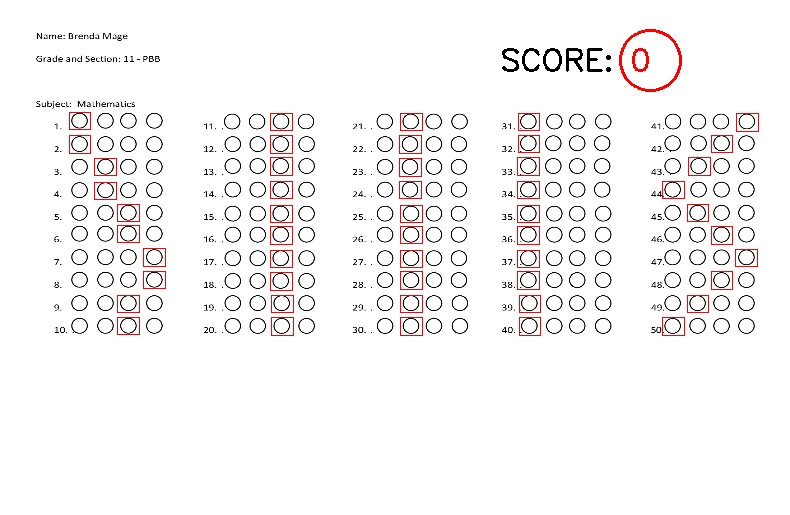 Name: Brenda Mage
SCORE: 0
Grade and Section: 11 - PBB
Subject: Mathematics
1. 11. . 21. . 31. 41.
2. 12. . 22. . 32. 42.
3. 13. . 23. . 33. 43.
4. 14. . 24. . 34. 44
5. 15. . 25. . 35. 45.
6. 16. . 26. . 36. 46.
7. 17. . 27. . 37. 47.
8. 18. . 28. . 38. 48.
9. 19. . 29. . 39. 49.
10. . 20. . 30. . 40. 50